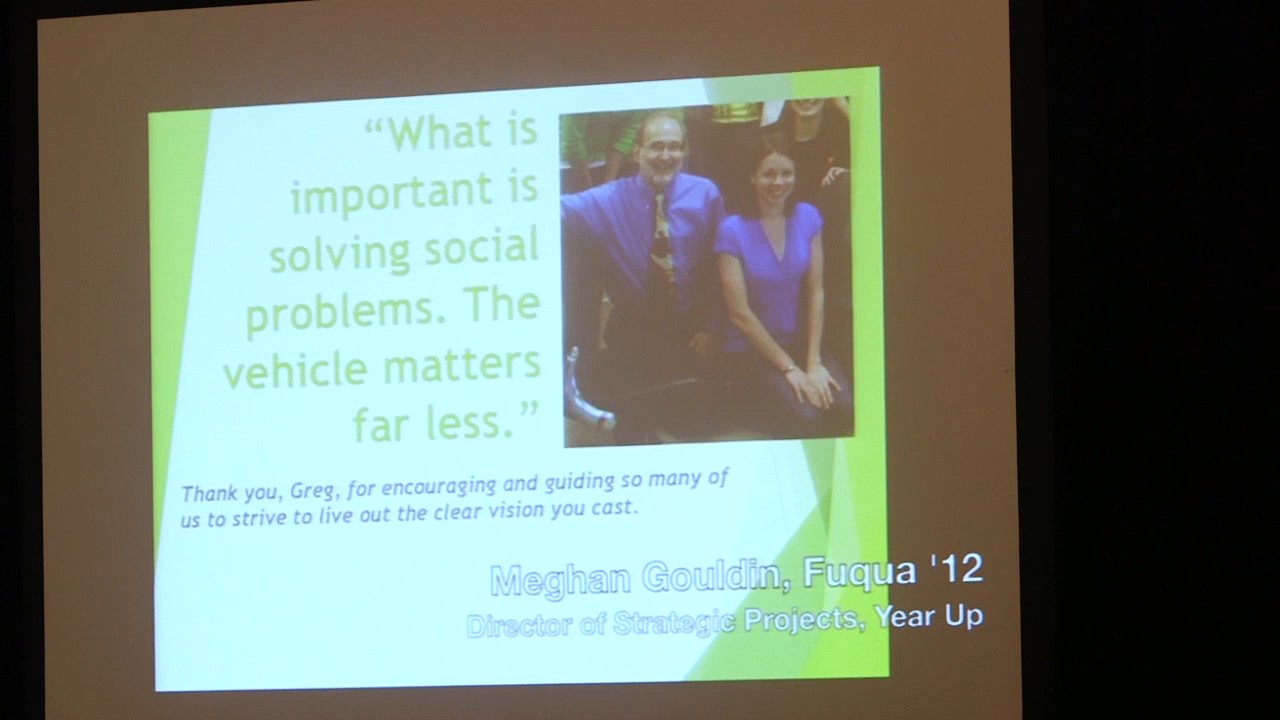 “What is
important is
solving social
problems. The
vehicle matters
far less.”
Thank you, Greg, for encouraging and guiding so many of
us to strive to live out the clear vision you cast.
Meghan Gouldin, Fuqua '12
Director of Strategic Projects, Year Up